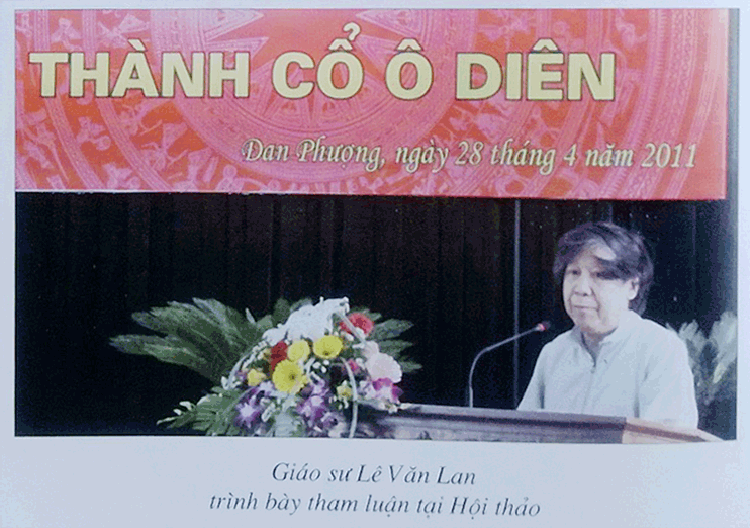 THÀNH CỔ Ô DIÊN
Đan Phượng, ngày 28 tháng 4 năm 2011
Giáo sư Lê Văn Lan
trình bày tham luận tại Hội thảo